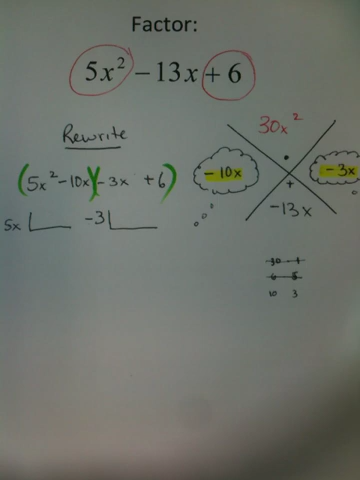 Factor:
5x² − 13x + 6
Rewrite
(5x² − 10x)(− 3x + 6)
5x
−3
30x²
− 10x
•
− 3x
+
−13x
30 1
6 5
10 3